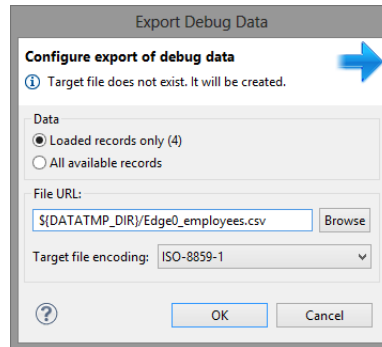 Export Debug Data
Configure export of debug data
Target file does not exist. It will be created.
Data
Loaded records only (4)
All available records
File URL:
${DATATMP_DIR}/Edge0_employees.csv
Browse
Target file encoding:
ISO-8859-1
OK
Cancel